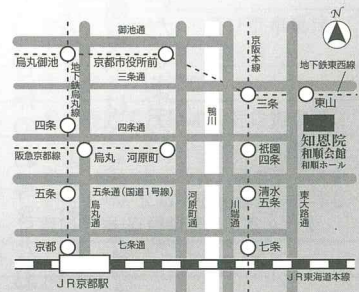 御池通
N
烏丸御池
京都市役所前
京阪本線
地下鉄東西線
地下鉄烏丸線
三条通
鴨川
三条
東山
四条
四条通
知恩院
和順会館
和順ホール
阪急京都線
烏丸
河原町
祇園
四条
五条
五条通(国道1号線)
清水
五条
烏丸通
河原町通
川端通
東大路通
京都
七条通
七条
JR京都駅
JR東海道本線